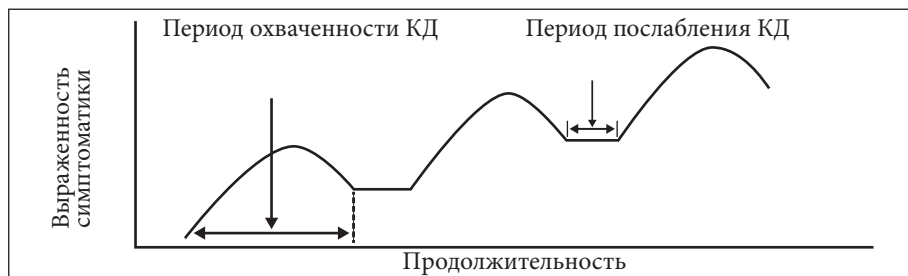 Период охваченности КД
Период послабления КД
Выраженность
симптоматики
Продолжительность